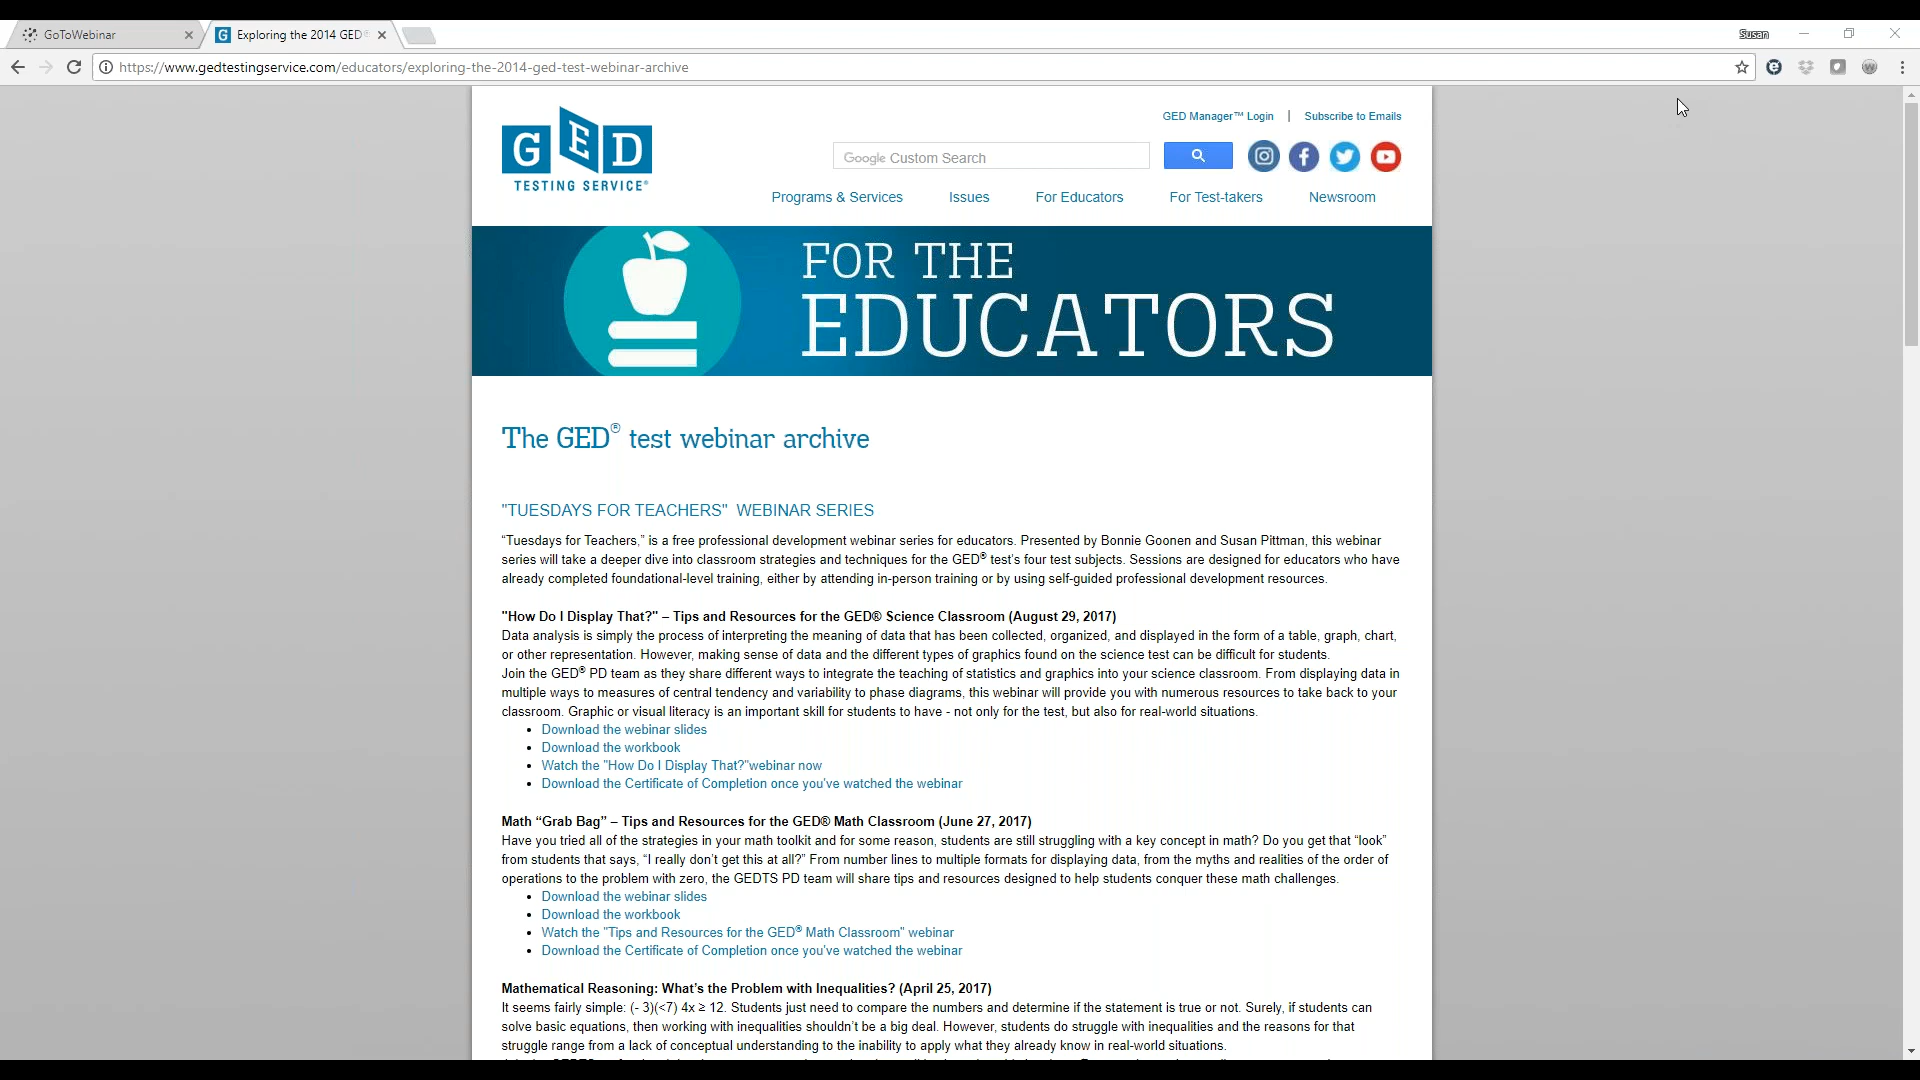 GoToWebinar
Exploring the 2014 GED®
Susan
https://www.gedtestingservice.com/educators/exploring-the-2014-ged-test-webinar-archive
GED Manager™ Login | Subscribe to Emails
GED
TESTING SERVICE®
Google Custom Search
Programs & Services Issues For Educators For Test-takers Newsroom
FOR THE
EDUCATORS
The GED® test webinar archive
"TUESDAYS FOR TEACHERS" WEBINAR SERIES
“Tuesdays for Teachers,” is a free professional development webinar series for educators. Presented by Bonnie Goonen and Susan Pittman, this webinar
series will take a deeper dive into classroom strategies and techniques for the GED® test’s four test subjects. Sessions are designed for educators who have
already completed foundational-level training, either by attending in-person training or by using self-guided professional development resources.
"How Do I Display That?" – Tips and Resources for the GED® Science Classroom (August 29, 2017)
Data analysis is simply the process of interpreting the meaning of data that has been collected, organized, and displayed in the form of a table, graph, chart,
or other representation. However, making sense of data and the different types of graphics found on the science test can be difficult for students.
Join the GED® PD team as they share different ways to integrate the teaching of statistics and graphics into your science classroom. From displaying data in
multiple ways to measures of central tendency and variability to phase diagrams, this webinar will provide you with numerous resources to take back to your
classroom. Graphic or visual literacy is an important skill for students to have - not only for the test, but also for real-world situations.
• Download the webinar slides
• Download the workbook
• Watch the "How Do I Display That?"webinar now
• Download the Certificate of Completion once you've watched the webinar
Math “Grab Bag” – Tips and Resources for the GED® Math Classroom (June 27, 2017)
Have you tried all of the strategies in your math toolkit and for some reason, students are still struggling with a key concept in math? Do you get that “look”
from students that says, “I really don’t get this at all?” From number lines to multiple formats for displaying data, from the myths and realities of the order of
operations to the problem with zero, the GEDTS PD team will share tips and resources designed to help students conquer these math challenges.
• Download the webinar slides
• Download the workbook
• Watch the "Tips and Resources for the GED® Math Classroom" webinar
• Download the Certificate of Completion once you've watched the webinar
Mathematical Reasoning: What’s the Problem with Inequalities? (April 25, 2017)
It seems fairly simple: (- 3)(<7) 4x ≥ 12. Students just need to compare the numbers and determine if the statement is true or not. Surely, if students can
solve basic equations, then working with inequalities shouldn’t be a big deal. However, students do struggle with inequalities and the reasons for that
struggle range from a lack of conceptual understanding to the inability to apply what they already know in real-world situations.